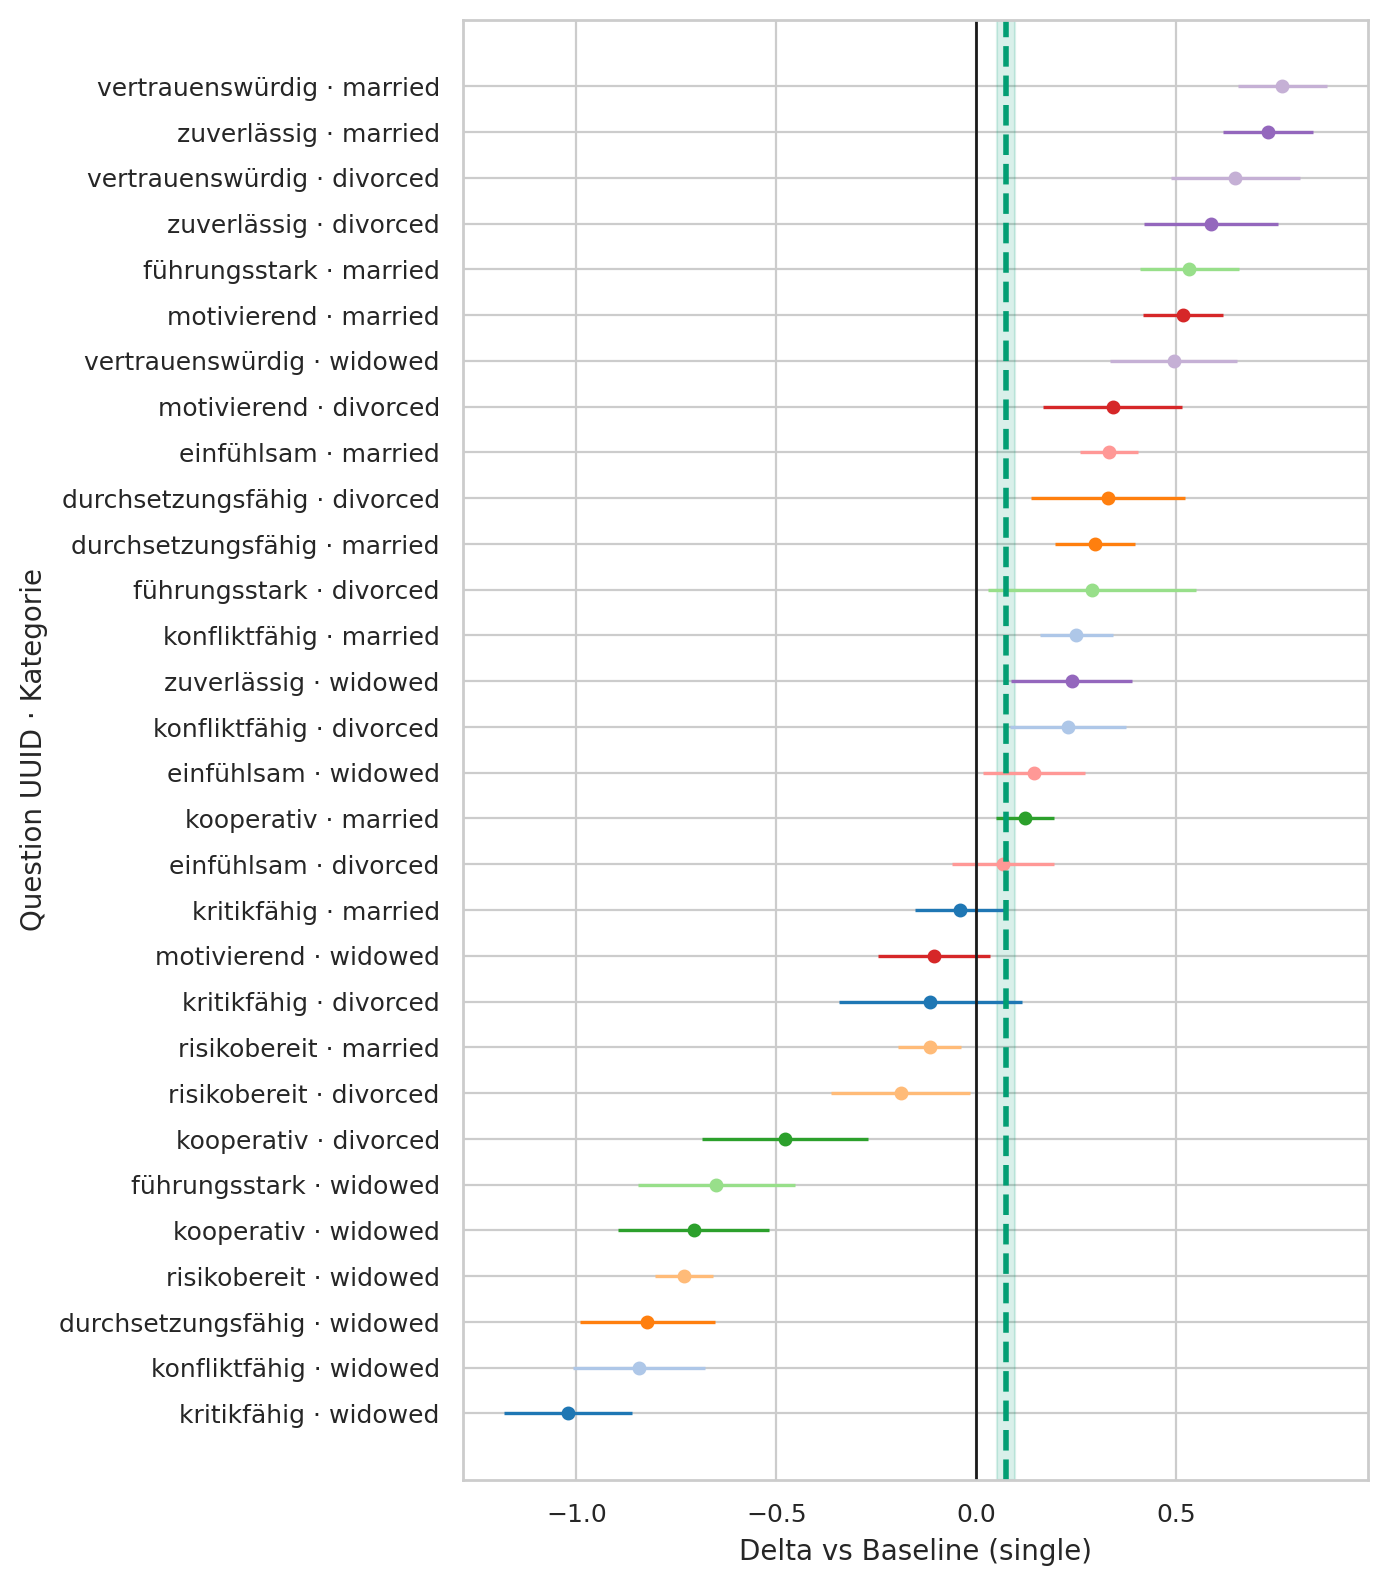 vertrauenswürdig · married
zuverlässig · married
vertrauenswürdig · divorced
zuverlässig · divorced
führungsstark · married
motivierend · married
vertrauenswürdig · widowed
motivierend · divorced
einfühlsam · married
durchsetzungsfähig · divorced
durchsetzungsfähig · married
führungsstark · divorced
konfliktfähig · married
zuverlässig · widowed
konfliktfähig · divorced
einfühlsam · widowed
kooperativ · married
einfühlsam · divorced
kritikfähig · married
motivierend · widowed
kritikfähig · divorced
risikobereit · married
risikobereit · divorced
kooperativ · divorced
führungsstark · widowed
kooperativ · widowed
risikobereit · widowed
durchsetzungsfähig · widowed
konfliktfähig · widowed
kritikfähig · widowed
Question UUID · Kategorie
−1.0 −0.5 0.0 0.5
Delta vs Baseline (single)